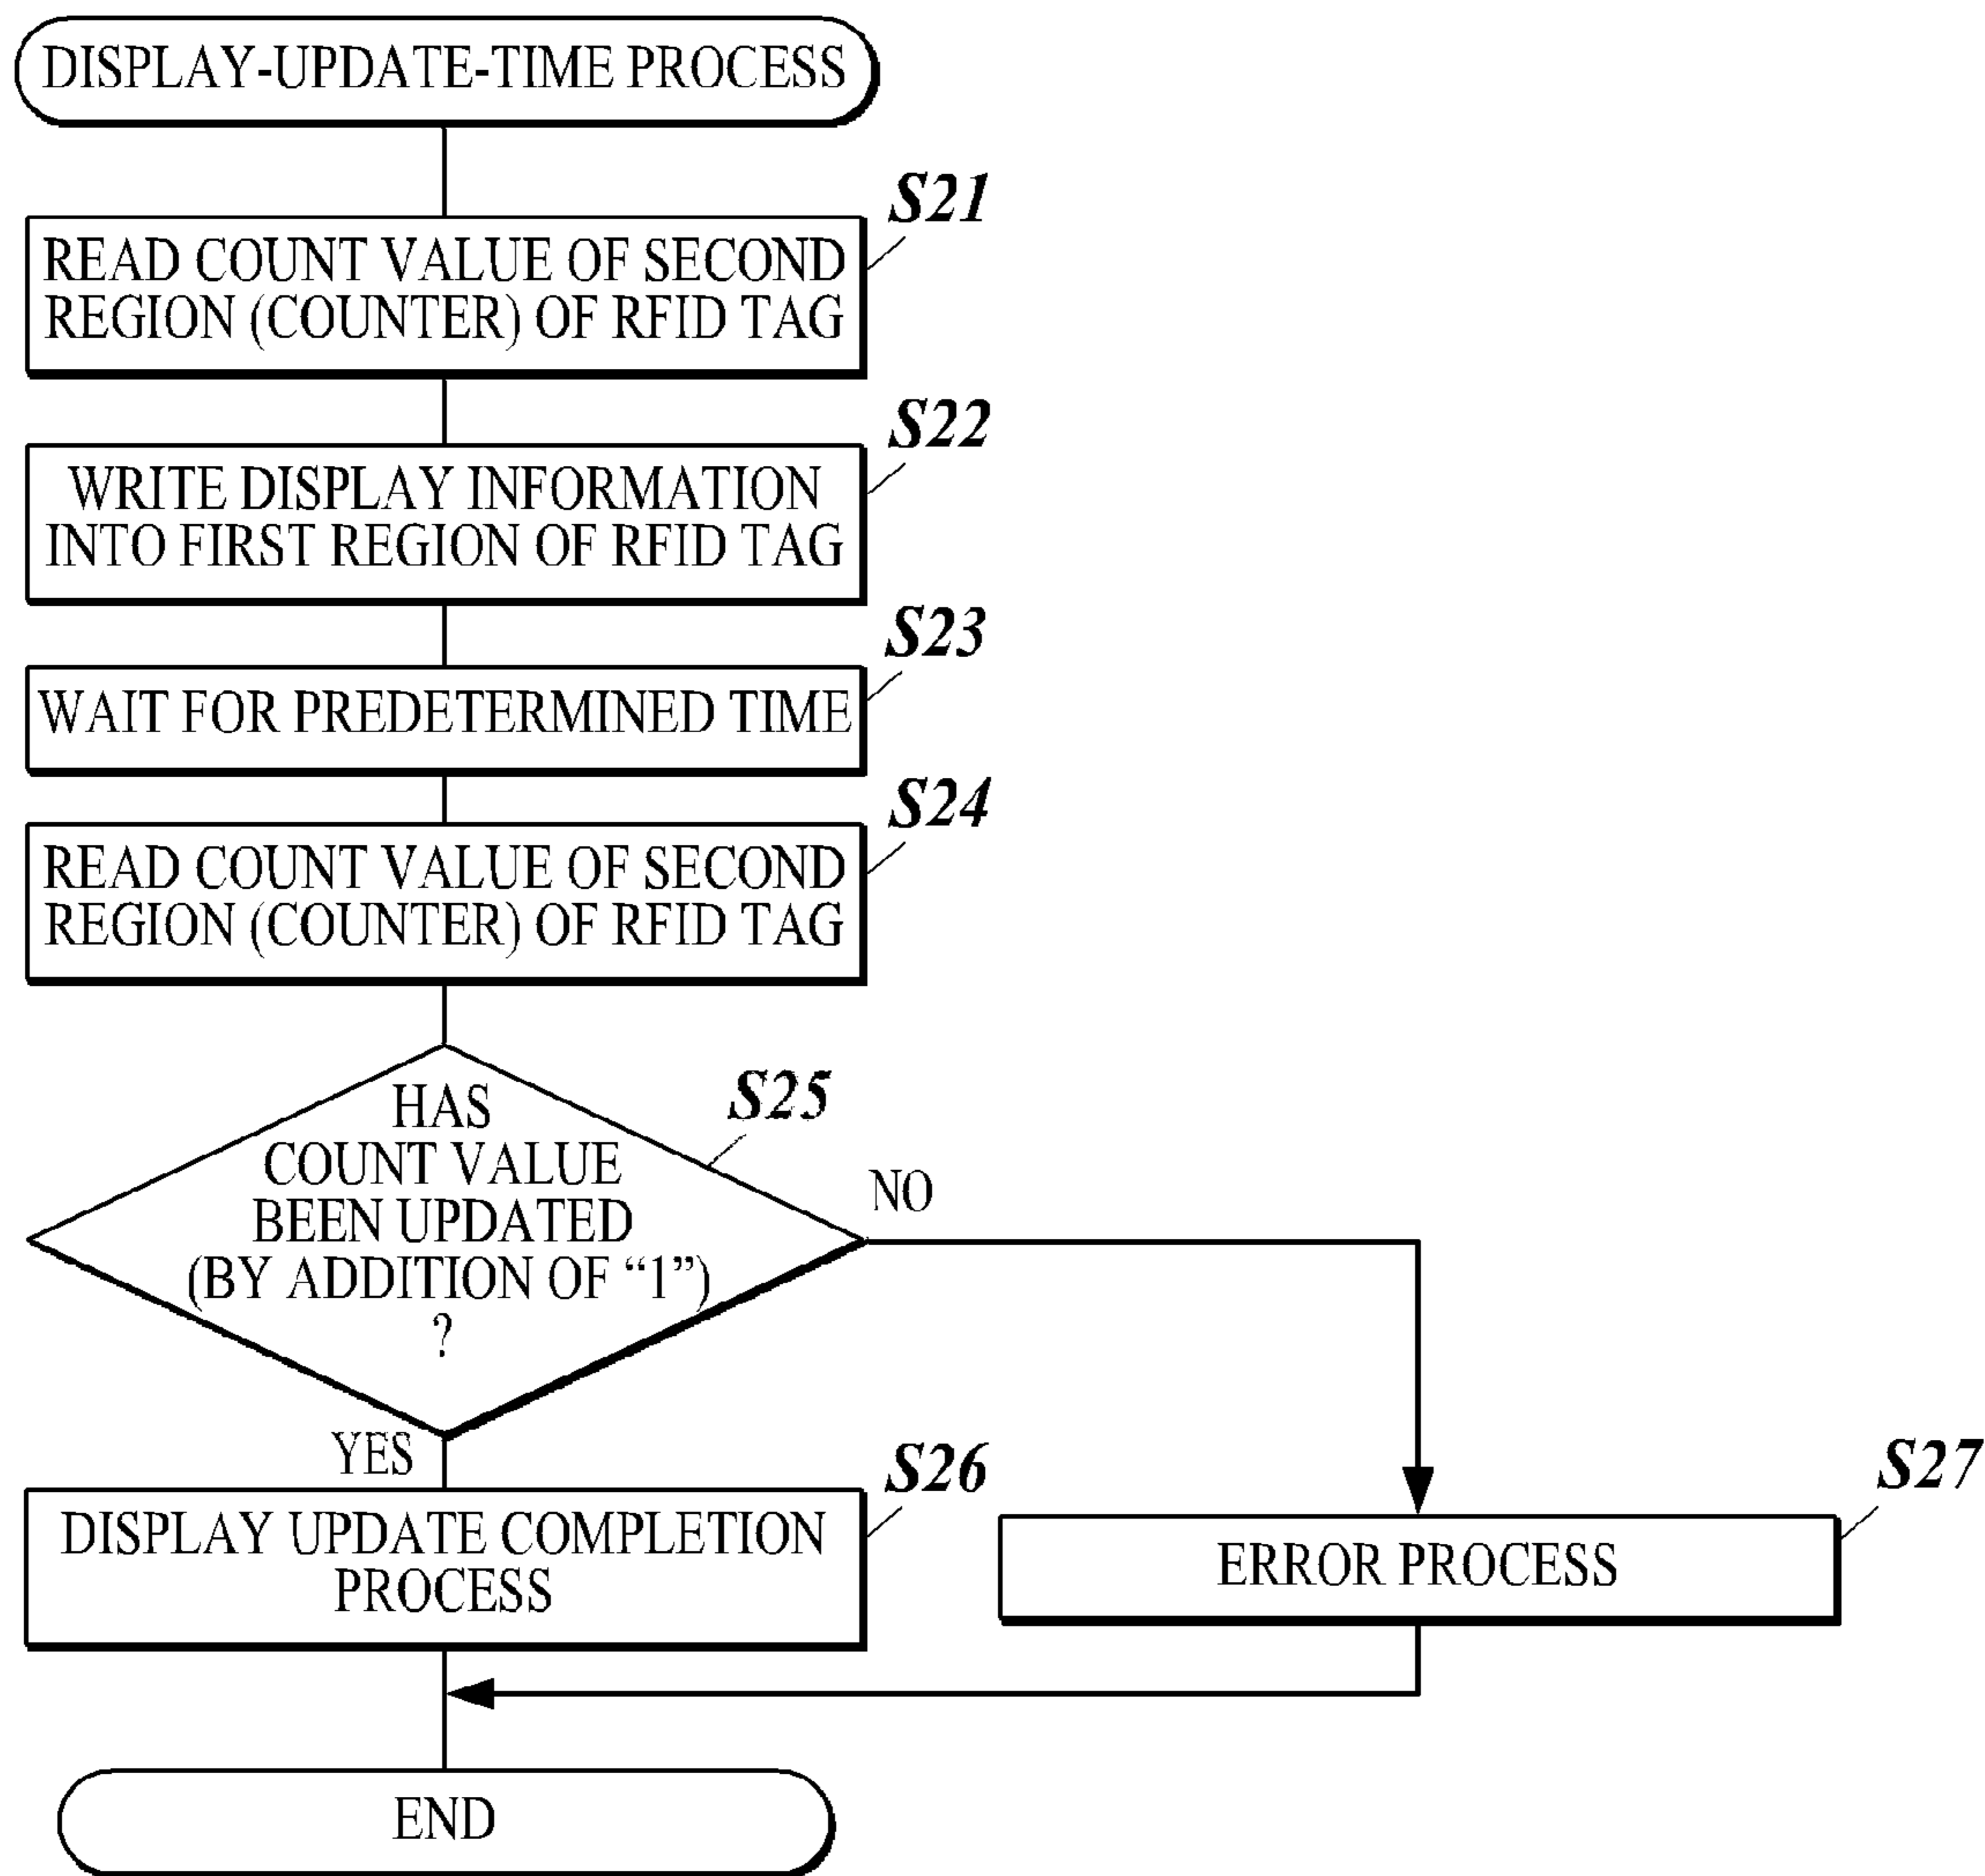 DISPLAY-UPDATE-TIME PROCESS
S21
READ COUNT VALUE OF SECOND
REGION (COUNTER) OF RFID TAG
S22
WRITE DISPLAY INFORMATION
INTO FIRST REGION OF RFID TAG
S23
WAIT FOR PREDETERMINED TIME
S24
READ COUNT VALUE OF SECOND
REGION (COUNTER) OF RFID TAG
S25
HAS
COUNT VALUE
BEEN UPDATED
(BY ADDITION OF “1”)
?
NO
YES
S26
DISPLAY UPDATE COMPLETION
PROCESS
S27
ERROR PROCESS
END